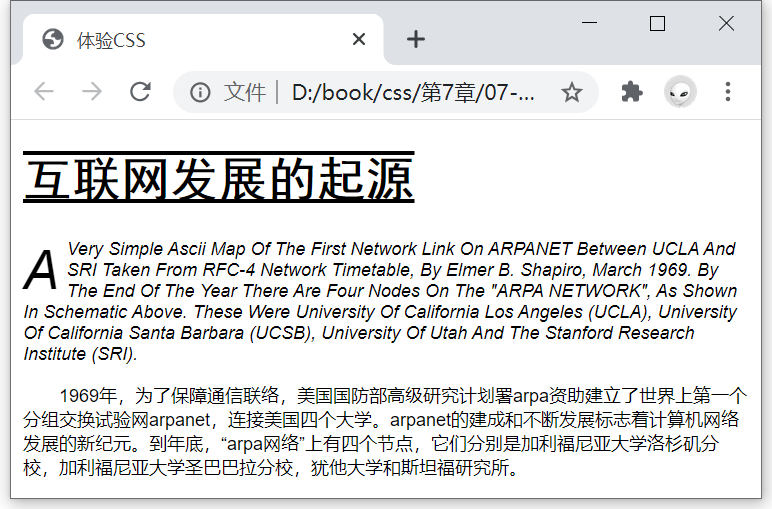 体验CSS
文件 D:/book/css/第7章/07-...
互联网发展的起源
A Very Simple Ascii Map Of The First Network Link On ARPANET Between UCLA And
SRI Taken From RFC-4 Network Timetable, By Elmer B. Shapiro, March 1969. By
The End Of The Year There Are Four Nodes On The "ARPA NETWORK", As Shown
In Schematic Above. These Were University Of California Los Angeles (UCLA), University
Of California Santa Barbara (UCSB), University Of Utah And The Stanford Research
Institute (SRI).
1969年，为了保障通信联络，美国国防部高级研究计划署arpa资助建立了世界上第一个
分组交换试验网arpanet，连接美国四个大学。arpanet的建成和不断发展标志着计算机网络
发展的新纪元。到年底，“arpa网络”上有四个节点，它们分别是加利福尼亚大学洛杉矶分
校，加利福尼亚大学圣巴巴拉分校，犹他大学和斯坦福研究所。